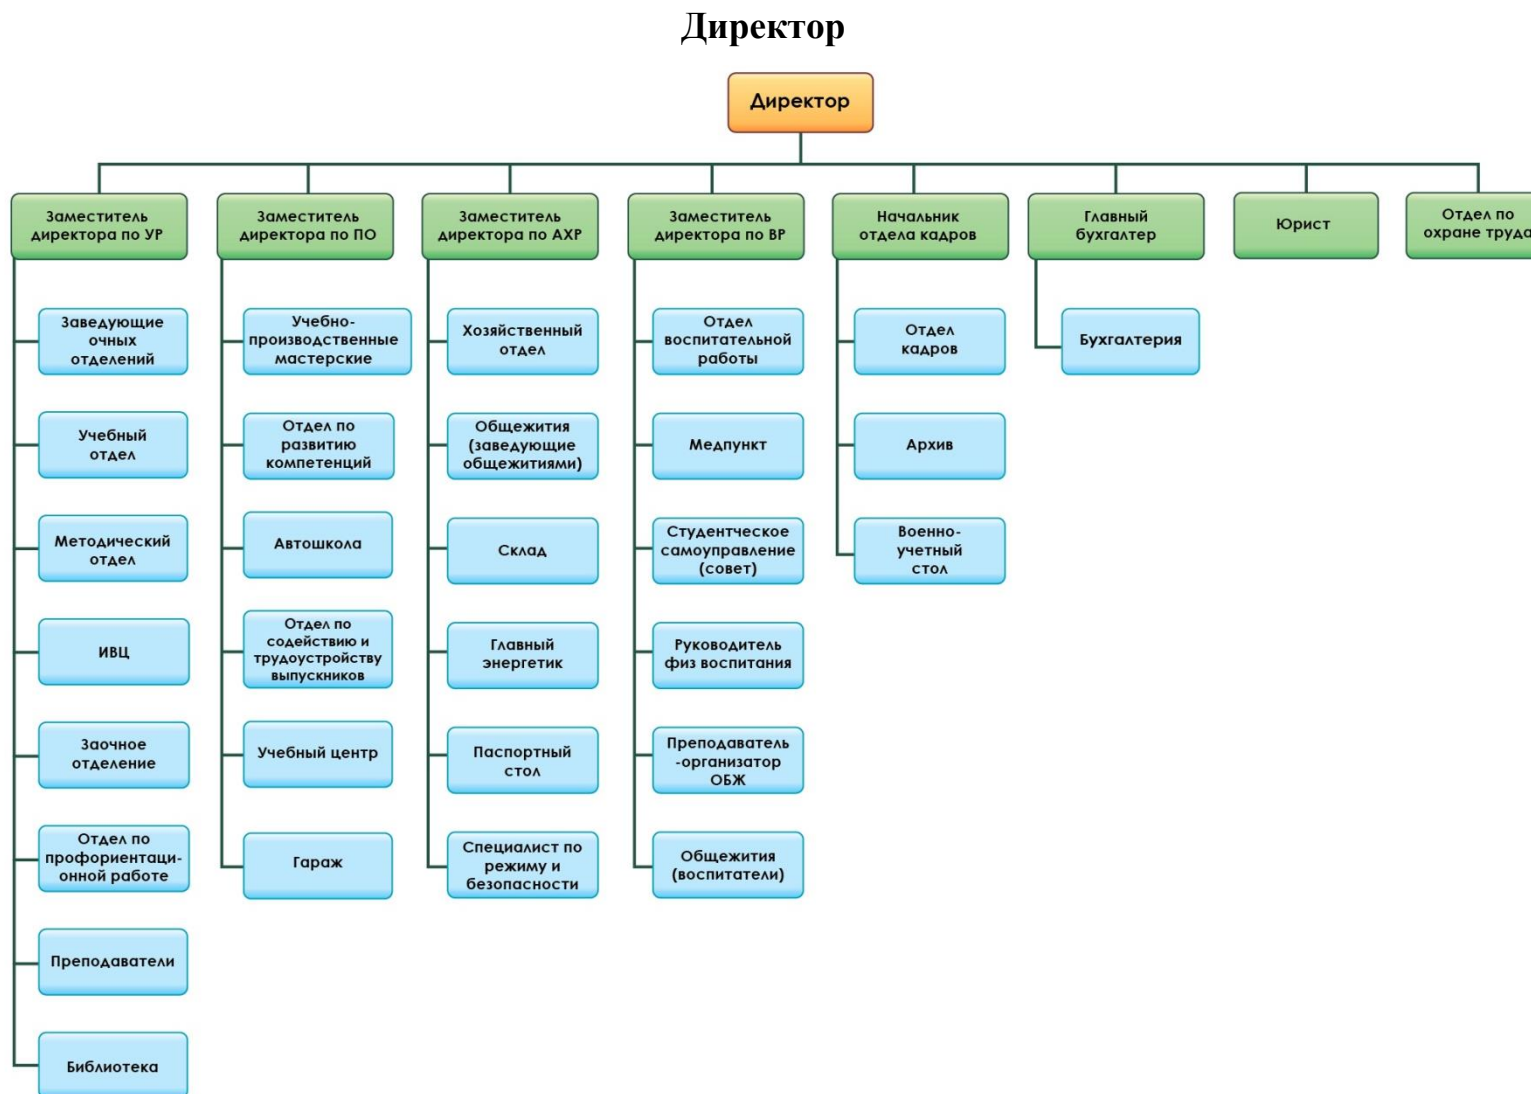 Директор
Директор
Заместитель
директора по УР
Заместитель
директора по ПО
Заместитель
директора по АХР
Заместитель
директора по ВР
Начальник
отдела кадров
Главный
бухгалтер
Юрист
Отдел по
охране труда
Заведующие
очных
отделений
Учебный
отдел
Методический
отдел
ИВЦ
Заочное
отделение
Отдел по
профориентаци-
онной работе
Преподаватели
Библиотека
Учебно-
производственные
мастерские
Отдел по
развитию
компетенций
Автошкола
Отдел по
содействию и
трудоустройству
выпускников
Учебный центр
Гараж
Хозяйственный
отдел
Общежития
(заведующие
общежитиями)
Склад
Главный
энергетик
Паспортный
стол
Специалист по
режиму и
безопасности
Отдел
воспитательной
работы
Медпункт
Студентческое
самоуправление
(совет)
Руководитель
физ воспитания
Преподаватель
-организатор
ОБЖ
Общежития
(воспитатели)
Отдел
кадров
Архив
Военно-
учетный
стол
Бухгалтерия